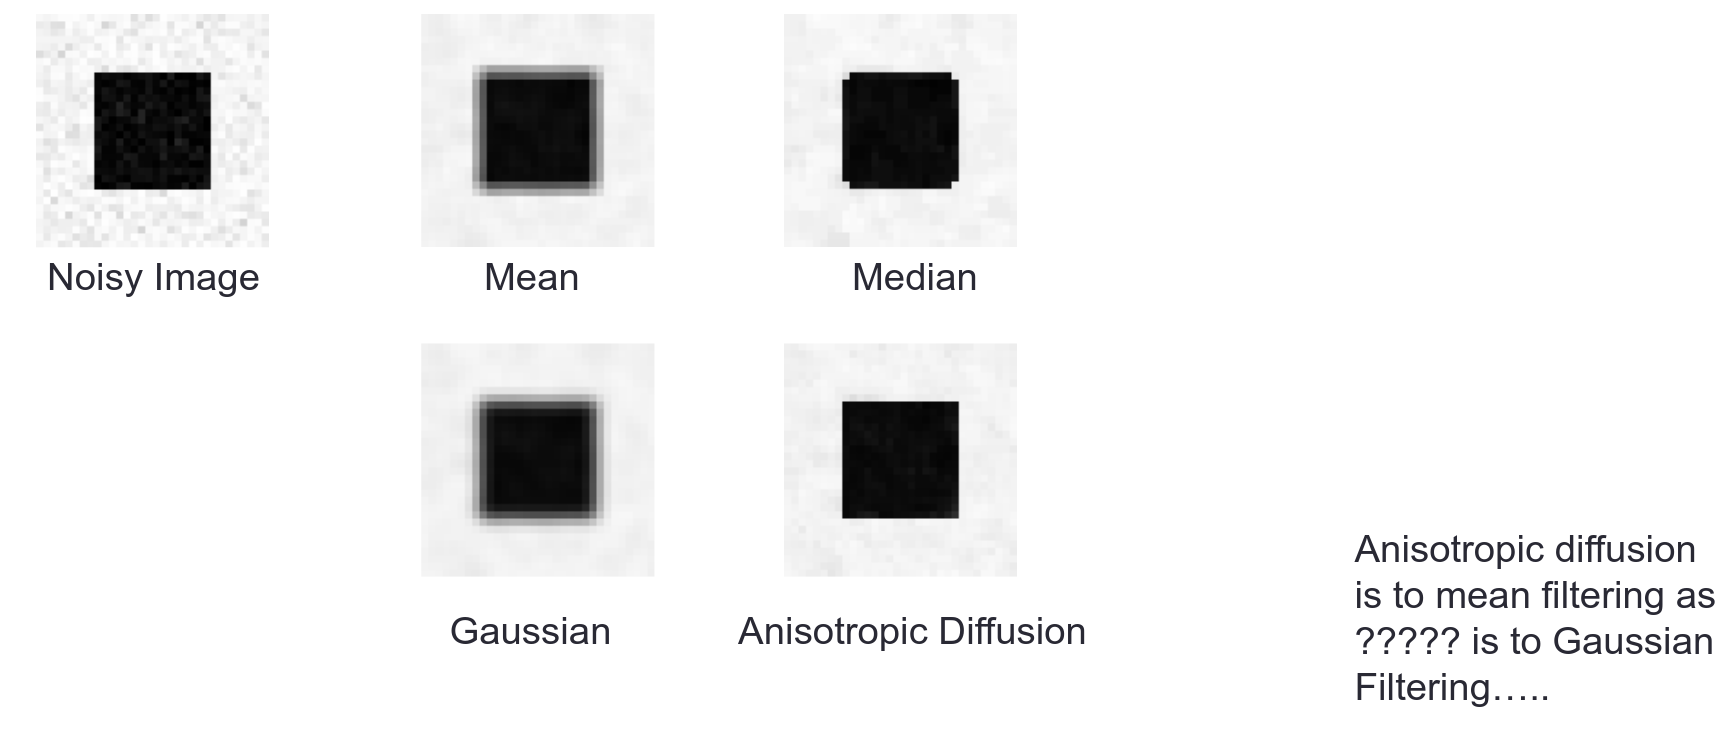 Noisy Image
Mean
Median
Gaussian
Anisotropic Diffusion
Anisotropic diffusion
is to mean filtering as
????? is to Gaussian
Filtering…..